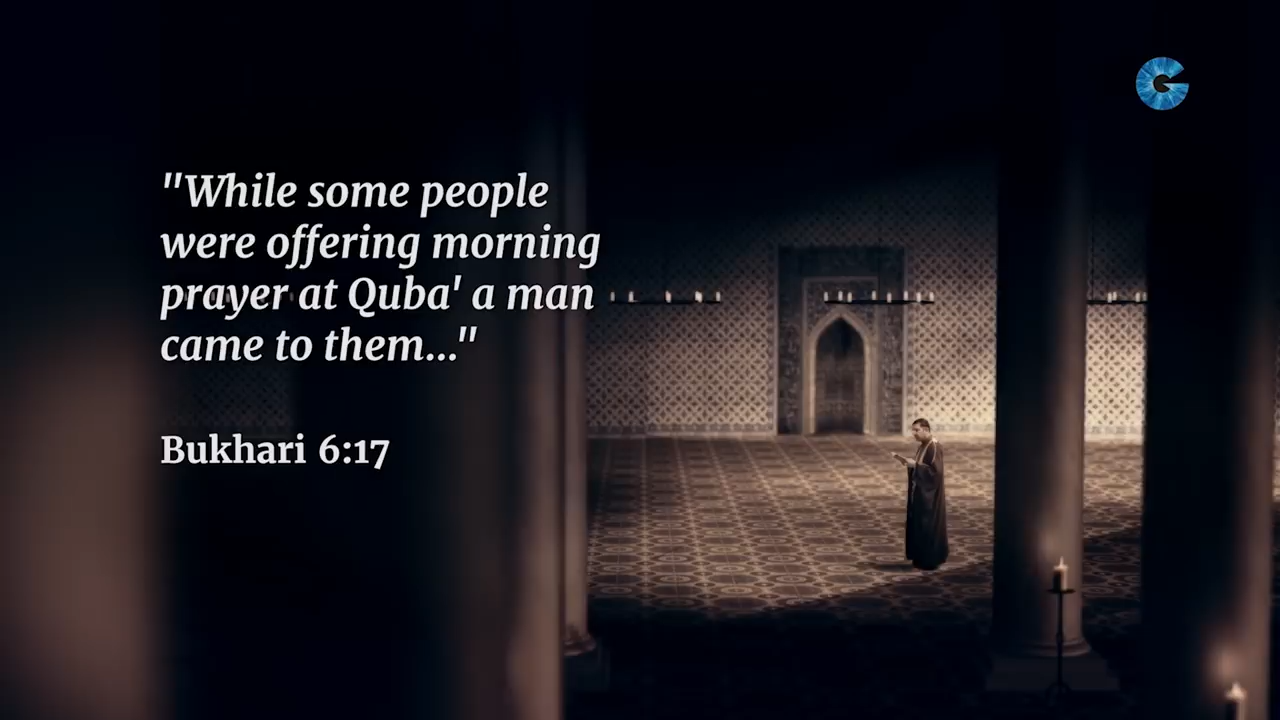 "While some people
were offering morning
prayer at Quba' a man
came to them..."
Bukhari 6:17